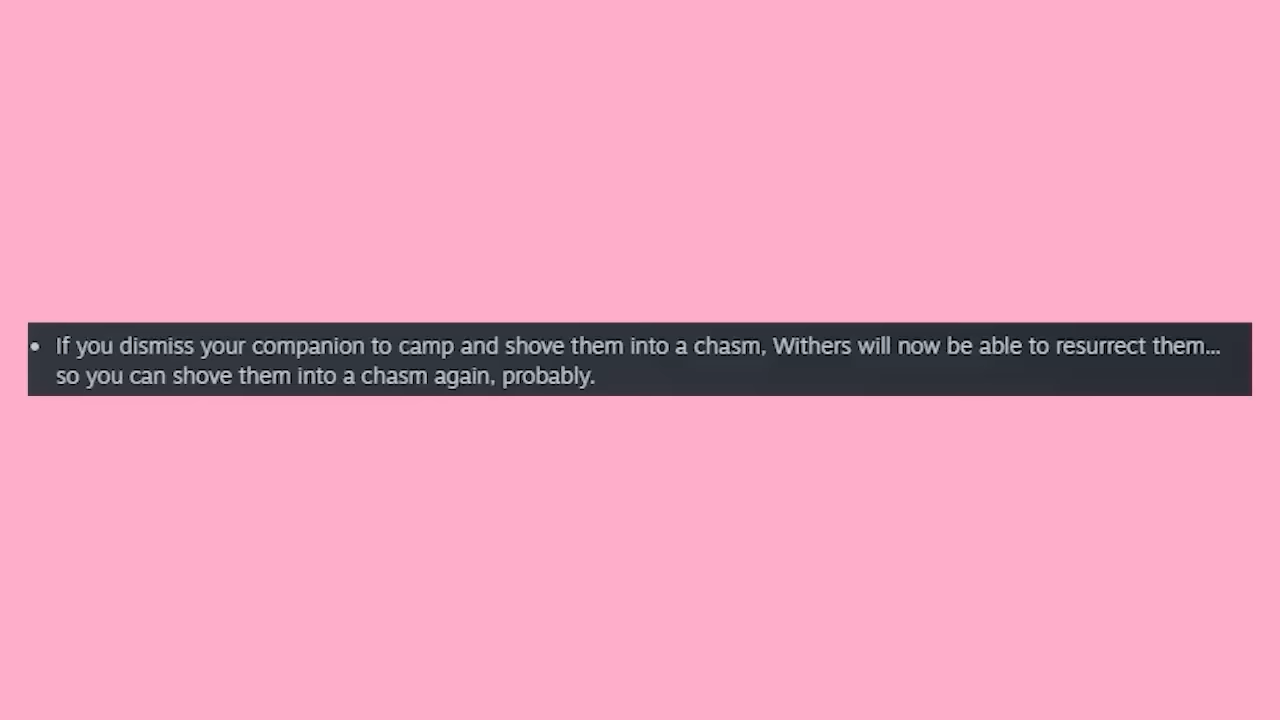 • If you dismiss your companion to camp and shove them into a chasm, Withers will now be able to resurrect them...
so you can shove them into a chasm again, probably.